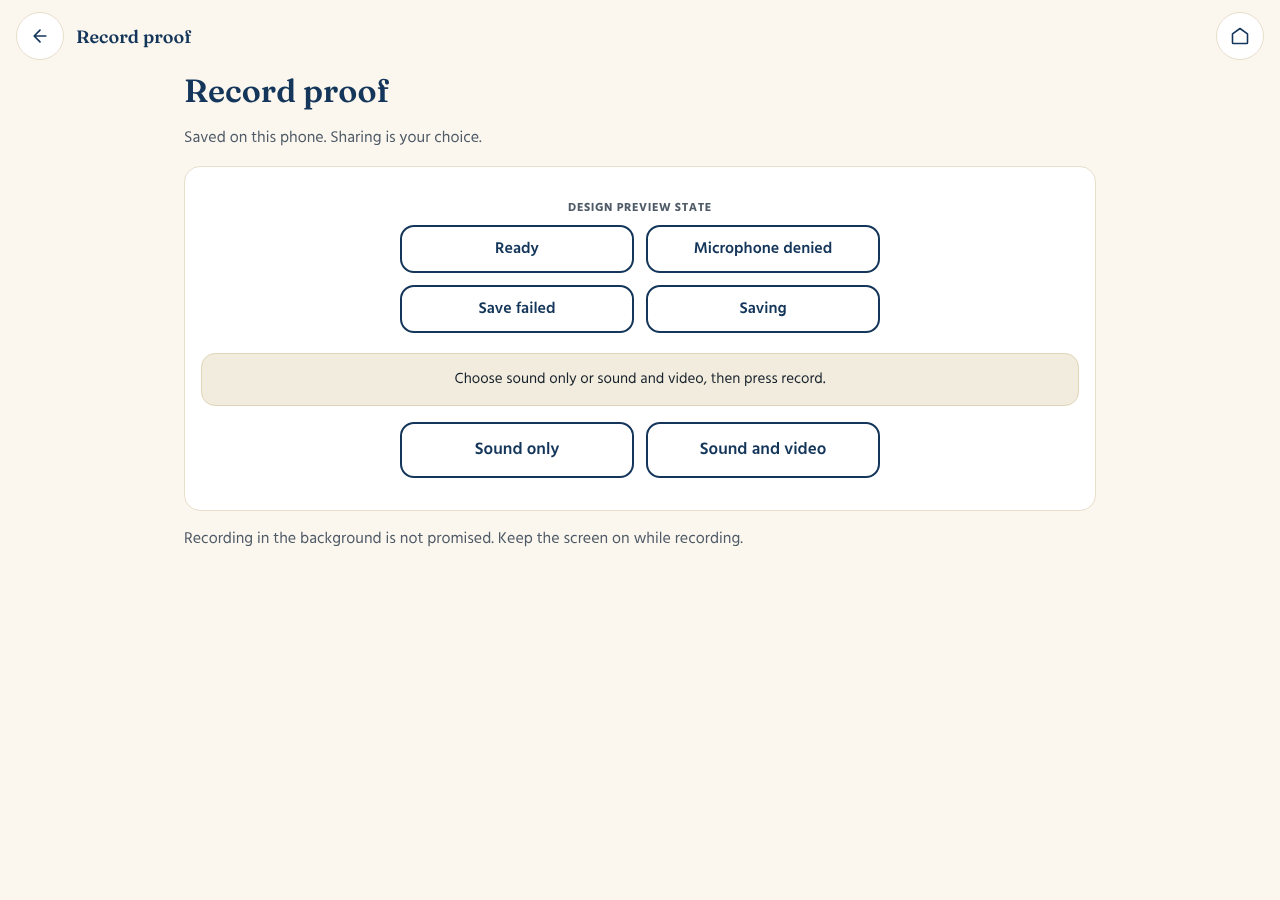 Record proof
Record proof
Saved on this phone. Sharing is your choice.
DESIGN PREVIEW STATE
Ready
Microphone denied
Save failed
Saving
Choose sound only or sound and video, then press record.
Sound only
Sound and video
Recording in the background is not promised. Keep the screen on while recording.